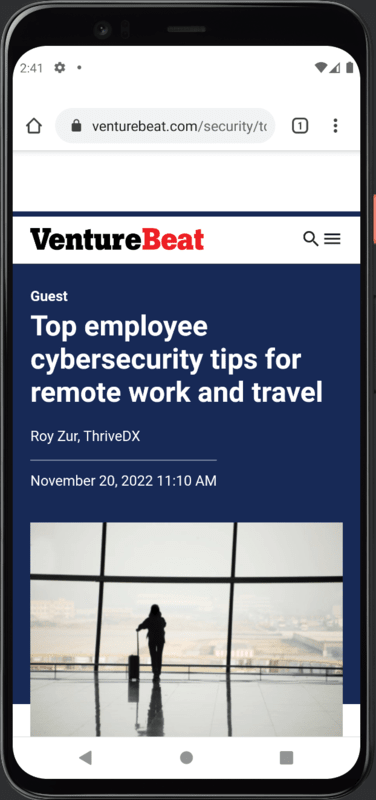 2:41
venturebeat.com/security/to
1
VentureBeat
Guest
Top employee
cybersecurity tips for
remote work and travel
Roy Zur, ThriveDX
November 20, 2022 11:10 AM